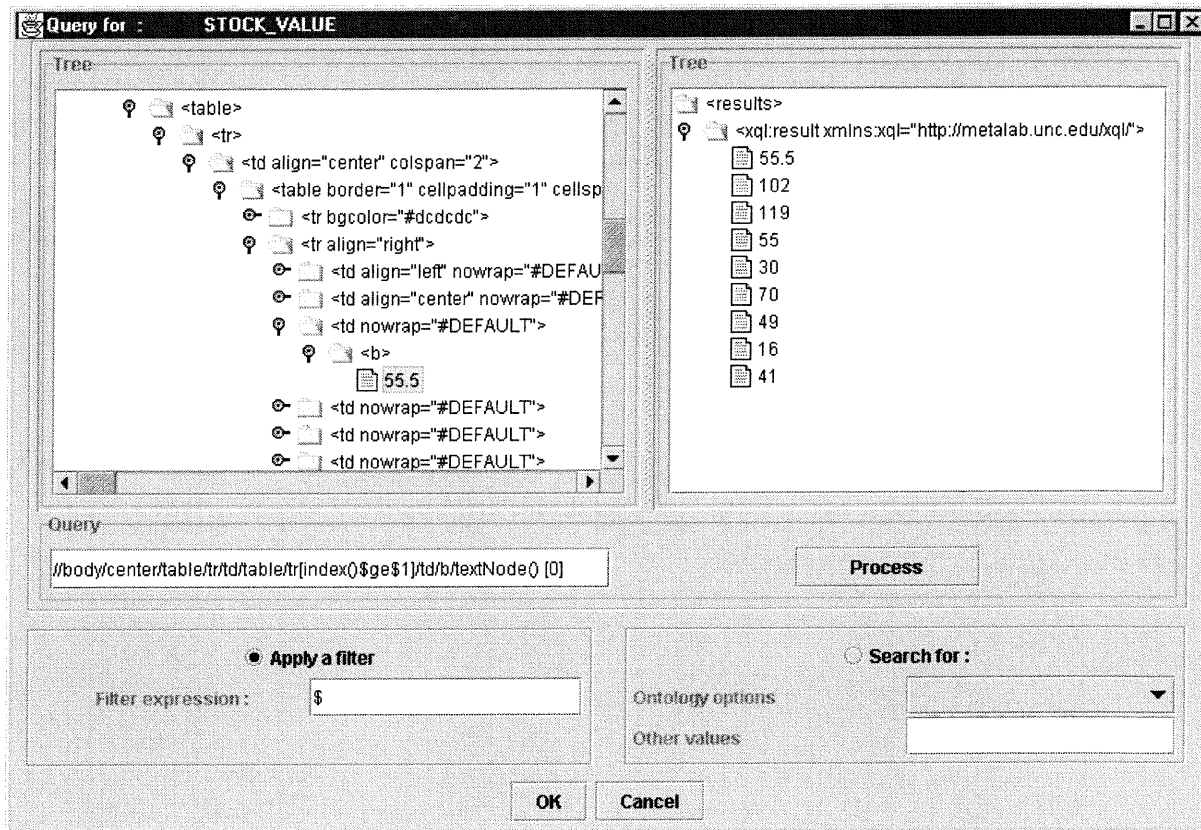 Query for : STOCK_VALUE
Tree
<table>
<tr>
<td align="center" colspan="2">
<table border="1" cellpadding="1" cellsp
<tr bgcolor="#dcdcdc">
<tr align="right">
<td align="left" nowrap="#DEFAU
<td align="center" nowrap="#DEF
<td nowrap="#DEFAULT">
<b>
55.5
<td nowrap="#DEFAULT">
<td nowrap="#DEFAULT">
<td nowrap="#DEFAULT">
Tree
<results>
<xql:result xmlns:xql="http://metalab.unc.edu/xql/">
55.5
102
119
55
30
70
49
16
41
Query
//body/center/table/tr/td/table/tr[index()$ge$1]/td/b/textNode() [0]
Process
Apply a filter
Filter expression :
$
Search for :
Ontology options
Other values
OK
Cancel